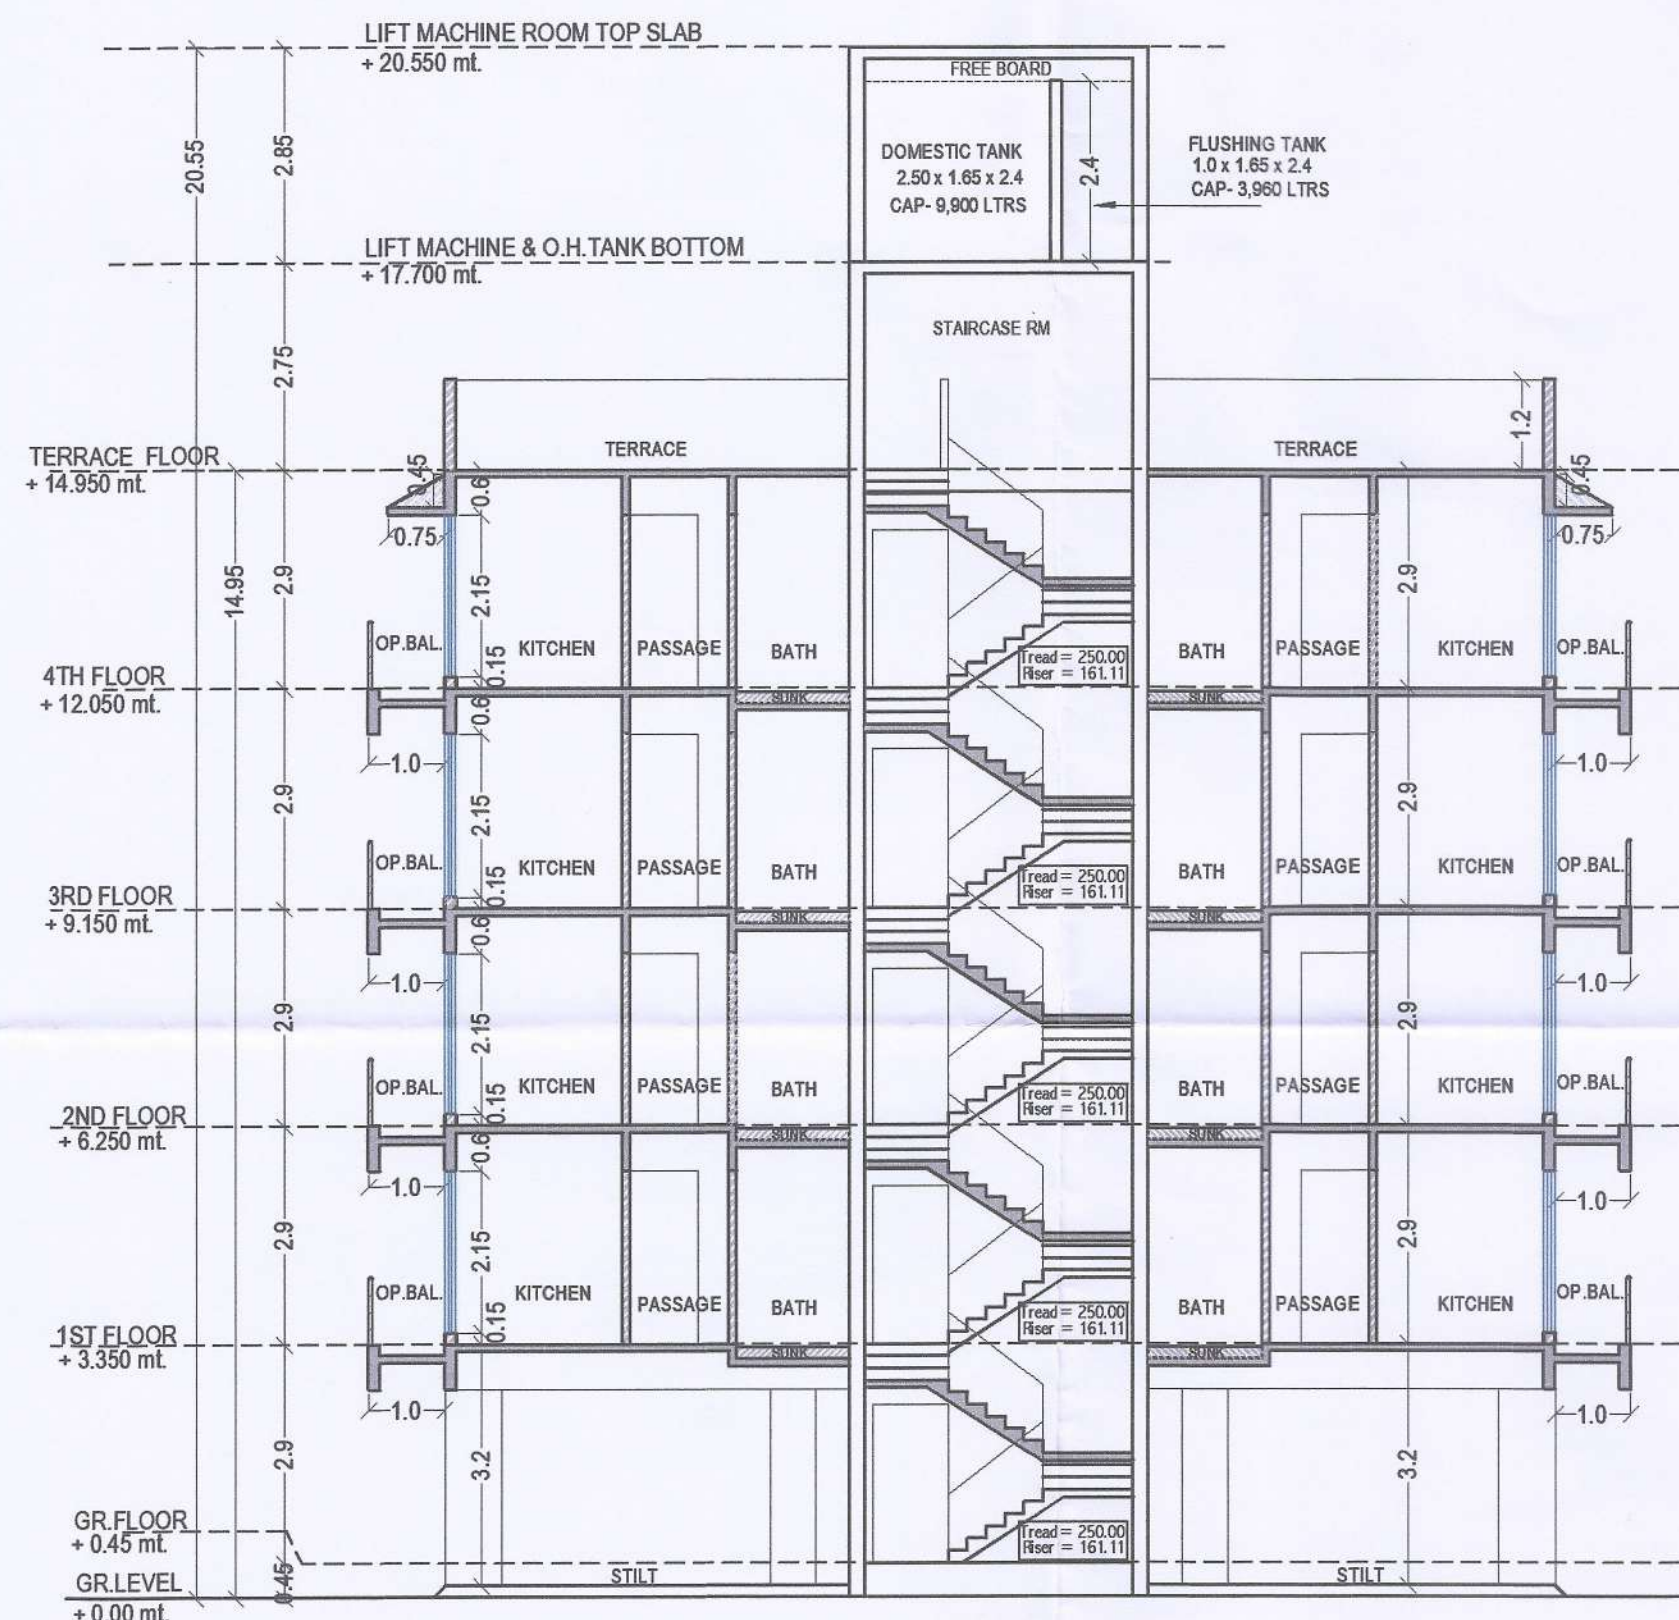 LIFT MACHINE ROOM TOP SLAB
+ 20.550 mt.
FREE BOARD
20.55
2.85
DOMESTIC TANK
2.50 x 1.65 x 2.4
CAP- 9,900 LTRS
2.4
FLUSHING TANK
1.0 x 1.65 x 2.4
CAP- 3,960 LTRS
LIFT MACHINE & O.H.TANK BOTTOM
+ 17.700 mt.
STAIRCASE RM
2.75
1.2
TERRACE
TERRACE
TERRACE FLOOR
+ 14.950 mt.
0.45
0.6
0.45
0.75
0.75
14.95
2.9
2.15
2.9
OP.BAL.
KITCHEN
PASSAGE
BATH
Tread = 250.00
Riser = 161.11
BATH
PASSAGE
KITCHEN
OP.BAL.
0.15
4TH FLOOR
+ 12.050 mt.
0.6
SUNK
SUNK
1.0
1.0
2.9
2.15
2.9
OP.BAL.
KITCHEN
PASSAGE
BATH
Tread = 250.00
Riser = 161.11
BATH
PASSAGE
KITCHEN
OP.BAL.
0.15
3RD FLOOR
+ 9.150 mt.
0.6
SUNK
SUNK
1.0
1.0
2.9
2.15
2.9
OP.BAL.
KITCHEN
PASSAGE
BATH
Tread = 250.00
Riser = 161.11
BATH
PASSAGE
KITCHEN
OP.BAL.
0.15
2ND FLOOR
+ 6.250 mt.
0.6
SUNK
SUNK
1.0
1.0
2.9
2.15
2.9
OP.BAL.
KITCHEN
PASSAGE
BATH
Tread = 250.00
Riser = 161.11
BATH
PASSAGE
KITCHEN
OP.BAL.
0.15
1ST FLOOR
+ 3.350 mt.
SUNK
SUNK
1.0
1.0
2.9
3.2
3.2
GR.FLOOR
+ 0.45 mt.
Tread = 250.00
Riser = 161.11
0.45
STILT
STILT
GR.LEVEL
+ 0.00 mt.